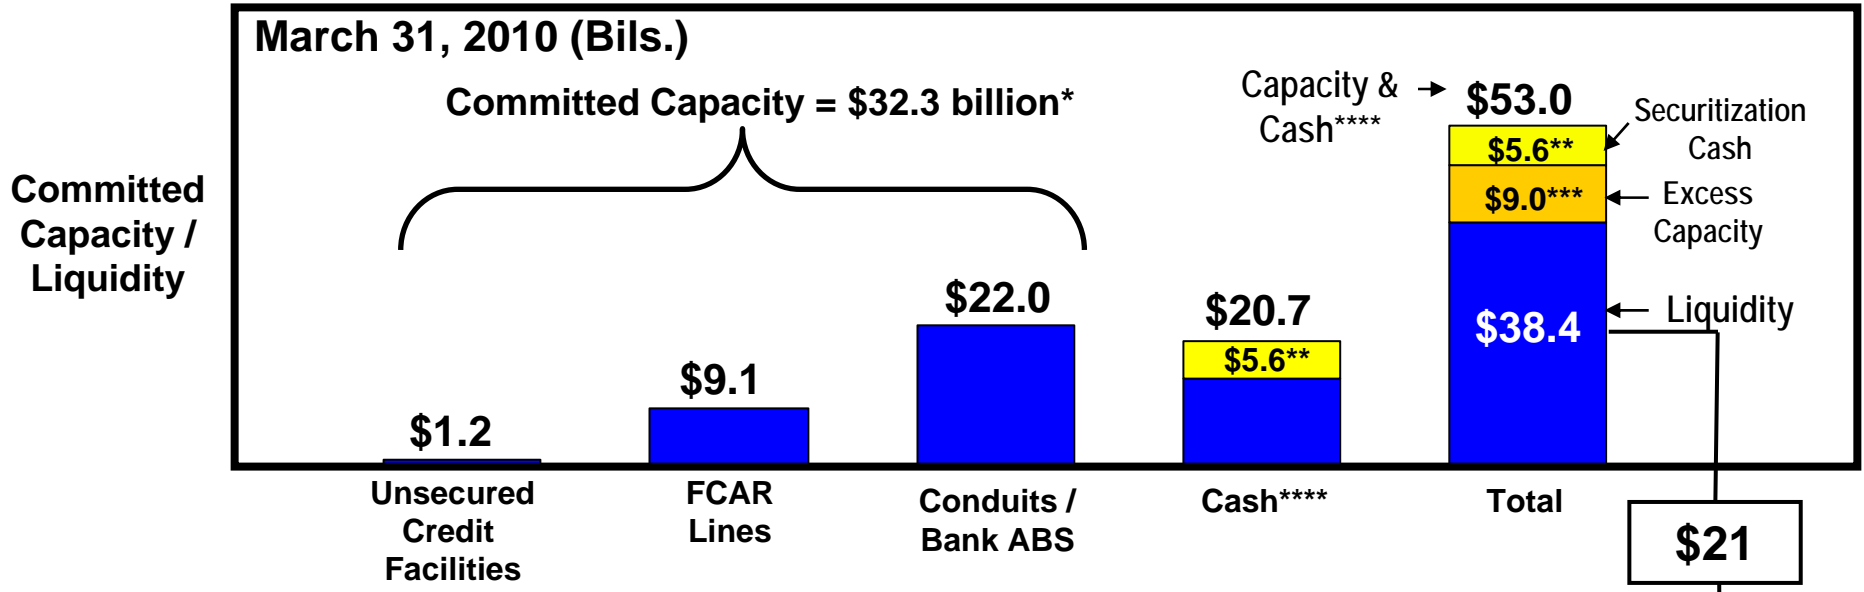 March 31, 2010 (Bils.)
Committed Capacity = $32.3 billion*
Committed
Capacity /
Liquidity
Capacity &
Cash****
$53.0
Securitization
Cash
$5.6**
$9.0***
Excess
Capacity
$38.4
Liquidity
$1.2
$9.1
$22.0
$20.7
$5.6**
Unsecured
Credit
Facilities
FCAR
Lines
Conduits /
Bank ABS
Cash****
Total
$21